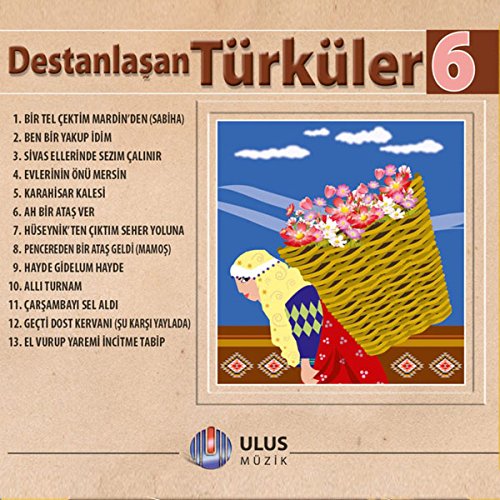 Destanlaşan Türküler 6
1. BİR TEL ÇEKTİM MARDİN'DEN (SABİHA)
2. BEN BİR YAKUP İDİM
3. SİVAS ELLERİNDE SEZIM ÇALINIR
4. EVLERİNİN ÖNÜ MERSİN
5. KARAHİSAR KALESİ
6. AH BİR ATAŞ VER
7. HÜSEYNİK'TEN ÇIKTIM SEHER YOLUNA
8. PENCEREDEN BİR ATAŞ GELDİ (MAMOŞ)
9. HAYDE GİDELUM HAYDE
10. ALLI TURNAM
11. ÇARŞAMBAYI SEL ALDI
12. GEÇTİ DOST KERVANI (ŞU KARŞI YAYLADA)
13. EL VURUP YAREMİ İNCİTME TABİP
ULUS
MÜZİK